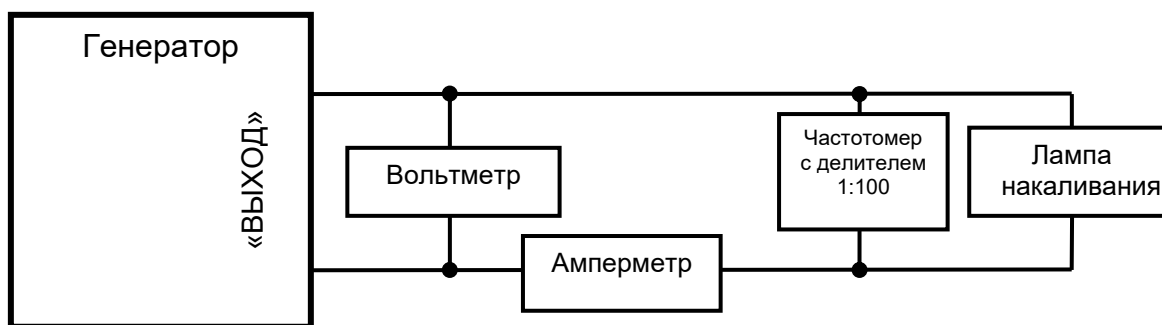 Генератор
«ВЫХОД»
Вольтметр
Амперметр
Частотомер
с делителем
1:100
Лампа
накаливания